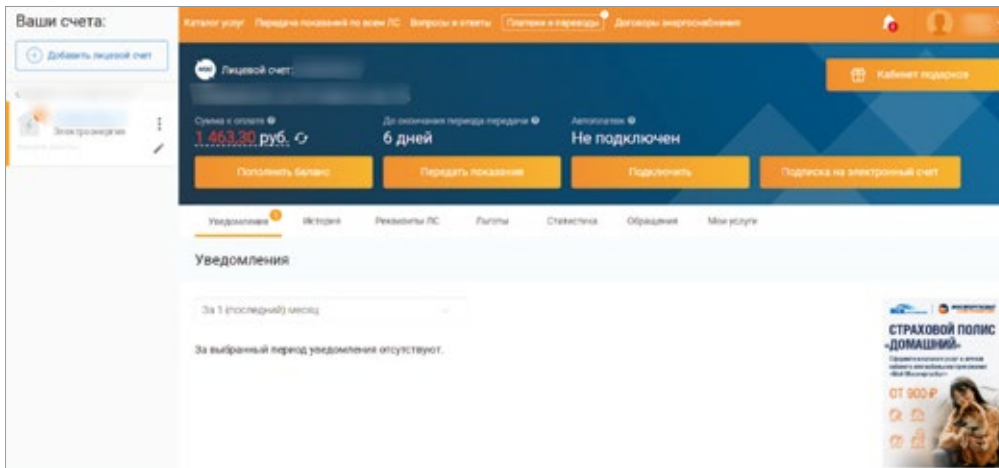 Ваши счета:
Добавить лицевой счет
Электроэнергия
Каталог услуг Передача показаний по всем ЛС Вопросы и ответы Платежи и переводы Договоры энергоснабжения
Лицевой счет:
Кабинет подарков
Сумма к оплате
1 463,30 руб.
До окончания периода передачи
6 дней
Автоплатеж
Не подключен
Пополнить баланс
Передать показания
Подключить
Подписка на электронный счет
Уведомления 1 История Реквизиты ЛС Льготы Статистика Обращения Мои услуги
Уведомления
За 1 (последний) месяц
За выбранный период уведомления отсутствуют.
СТРАХОВОЙ ПОЛИС
«ДОМАШНИЙ»
ОТ 900 ₽